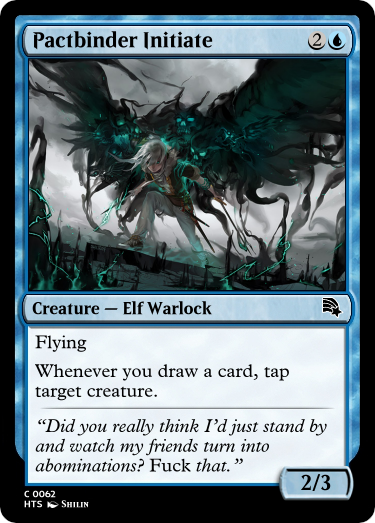 Pactbinder Initiate 2
Creature — Elf Warlock
Flying
Whenever you draw a card, tap
target creature.
“Did you really think I’d just stand by
and watch my friends turn into
abominations? Fuck that.”
2/3
C 0062
HTS Shilin